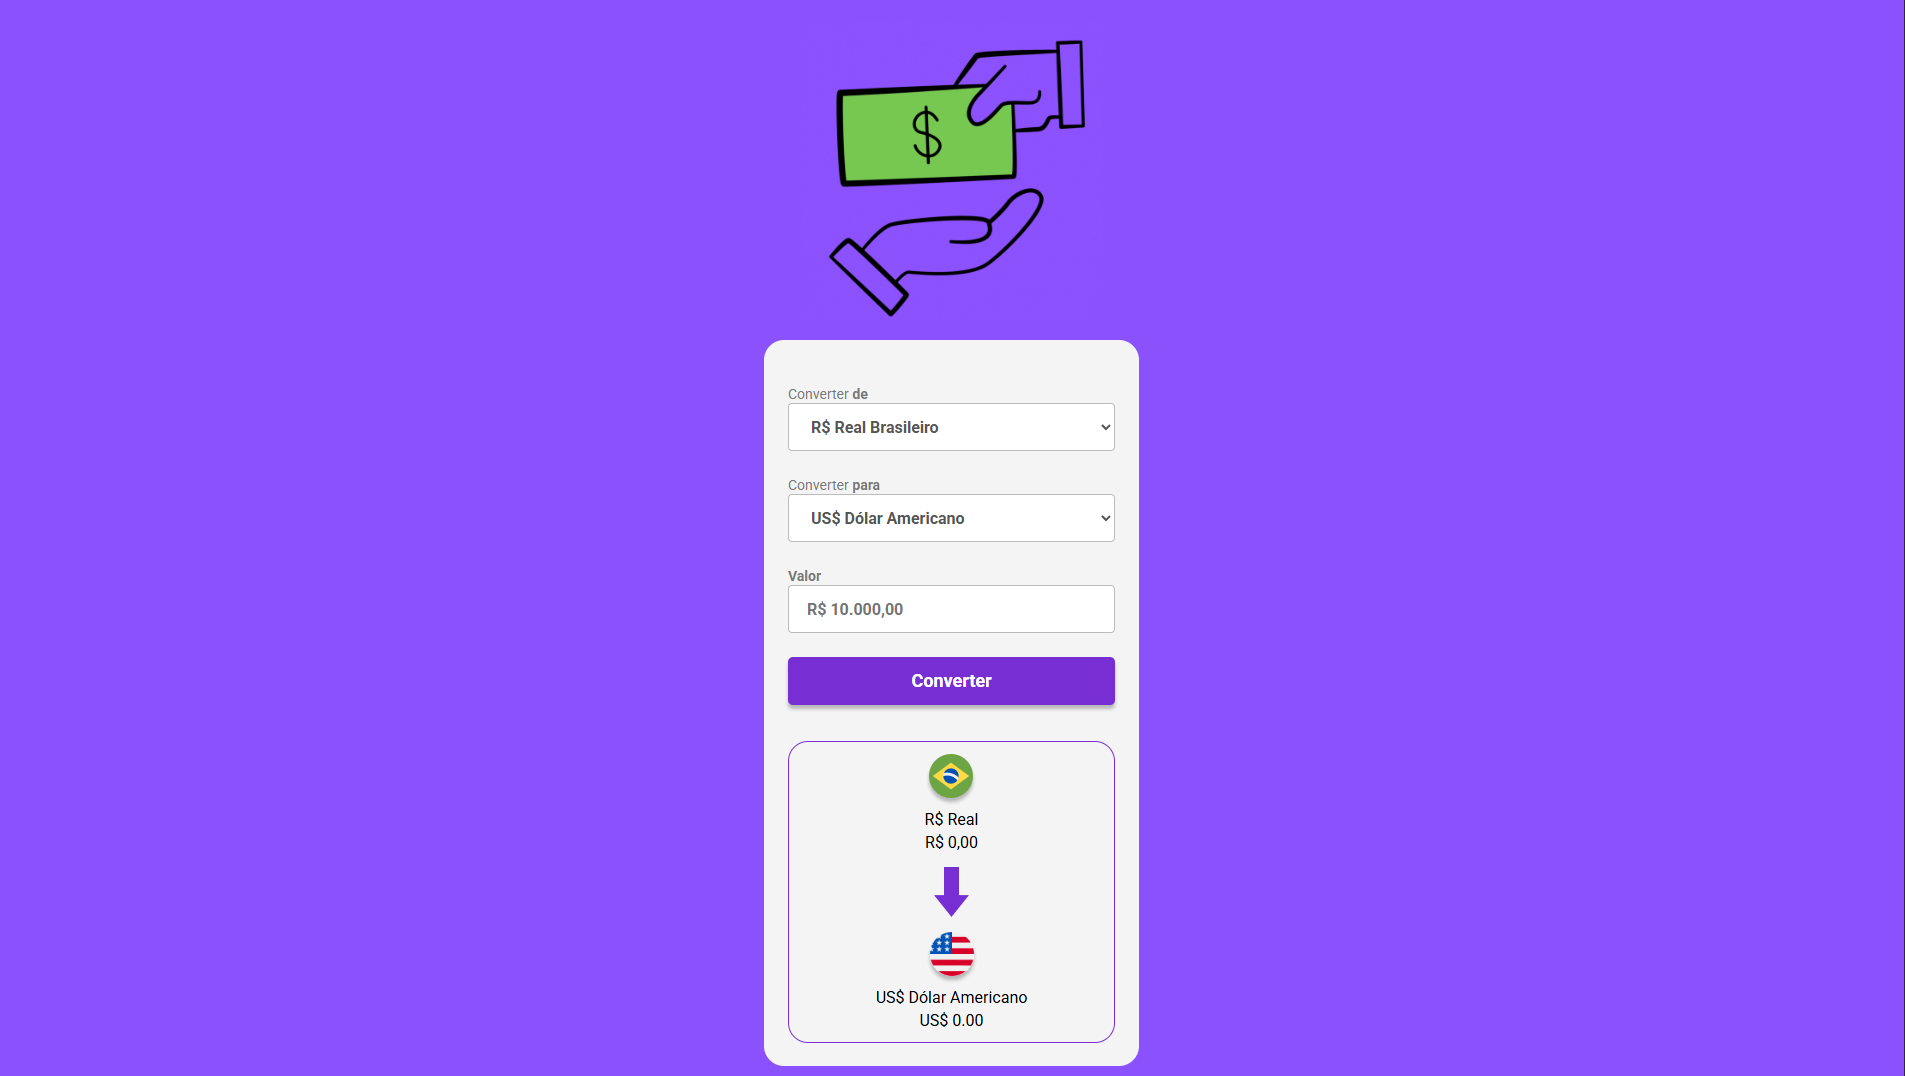 $
Converter de
R$ Real Brasileiro
Converter para
US$ Dólar Americano
Valor
R$ 10.000,00
Converter
R$ Real
R$ 0,00
US$ Dólar Americano
US$ 0.00